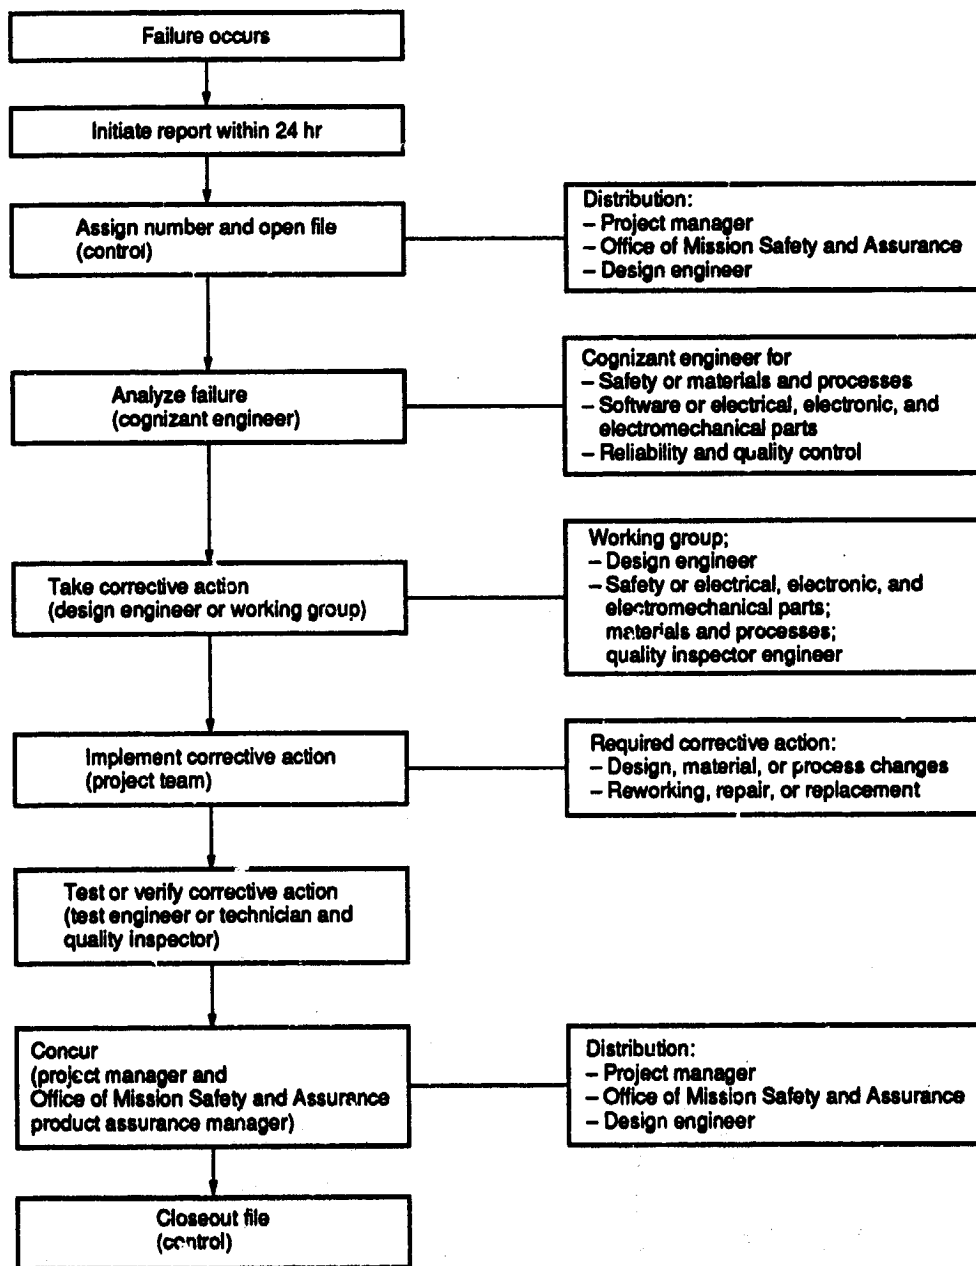 Failure occurs
Initiate report within 24 hr
Assign number and open file
(control)
Distribution:
– Project manager
– Office of Mission Safety and Assurance
– Design engineer
Analyze failure
(cognizant engineer)
Cognizant engineer for
– Safety or materials and processes
– Software or electrical, electronic, and
electromechanical parts
– Reliability and quality control
Take corrective action
(design engineer or working group)
Working group;
– Design engineer
– Safety or electrical, electronic, and
electromechanical parts;
materials and processes;
quality inspector engineer
Implement corrective action
(project team)
Required corrective action:
– Design, material, or process changes
– Reworking, repair, or replacement
Test or verify corrective action
(test engineer or technician and
quality inspector)
Concur
(project manager and
Office of Mission Safety and Assurance
product assurance manager)
Distribution:
– Project manager
– Office of Mission Safety and Assurance
– Design engineer
Closeout file
(control)